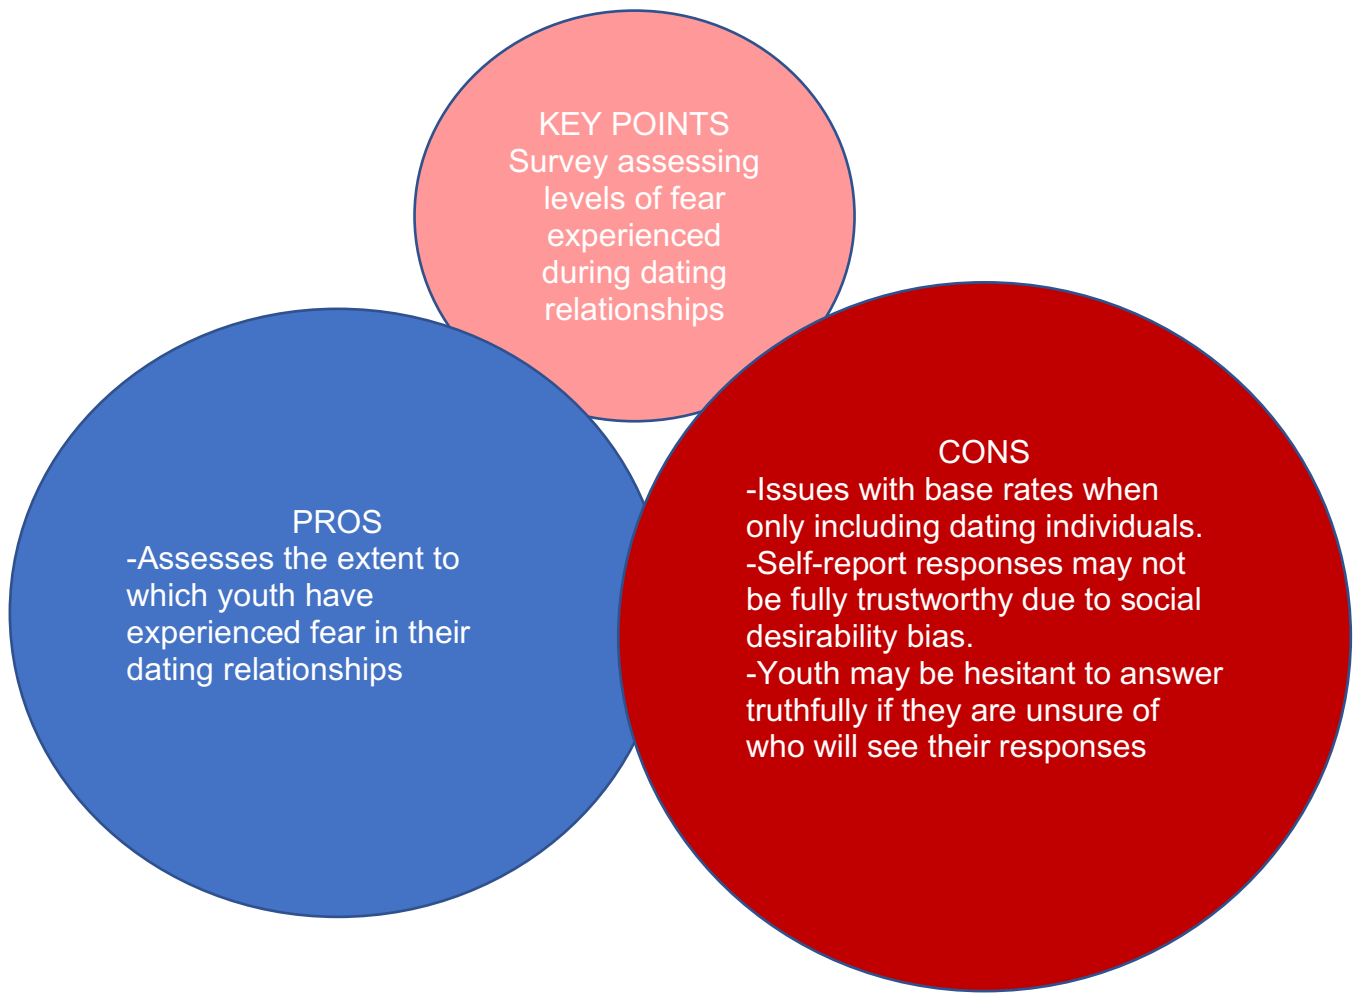 KEY POINTS
Survey assessing
levels of fear
experienced
during dating
relationships
PROS
-Assesses the extent to
which youth have
experienced fear in their
dating relationships
CONS
-Issues with base rates when
only including dating individuals.
-Self-report responses may not
be fully trustworthy due to social
desirability bias.
-Youth may be hesitant to answer
truthfully if they are unsure of
who will see their responses